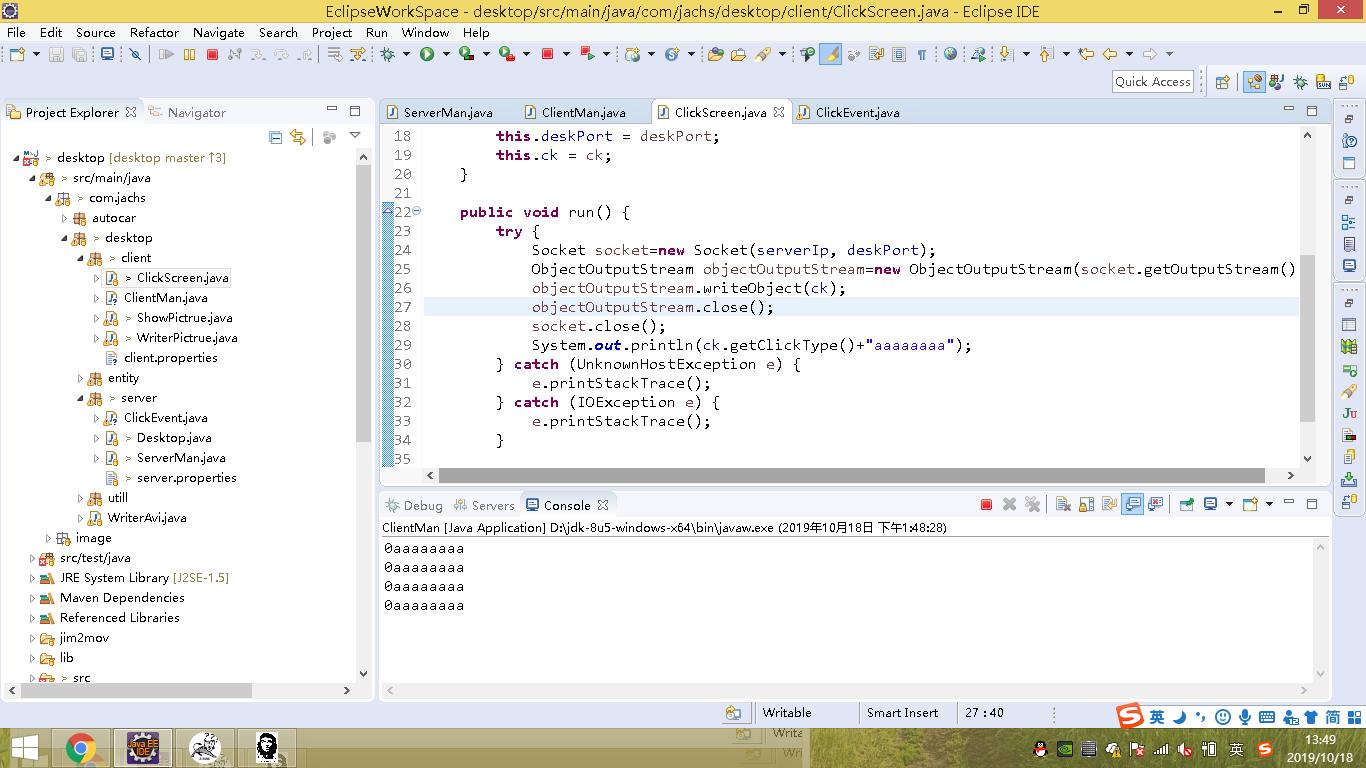 EclipseWorkSpace - desktop/src/main/java/com/jachs/desktop/client/ClickScreen.java - Eclipse IDE
File Edit Source Refactor Navigate Search Project Run Window Help
Quick Access
Project Explorer Navigator
> desktop [desktop master ↑3]
> src/main/java
> com.jachs
autocar
> desktop
> client
> ClickScreen.java
ClientMan.java
> ShowPictrue.java
> WriterPictrue.java
client.properties
entity
> server
ClickEvent.java
> Desktop.java
> ServerMan.java
> server.properties
utill
WriterAvi.java
image
src/test/java
JRE System Library [J2SE-1.5]
Maven Dependencies
Referenced Libraries
jim2mov
lib
> src
ServerMan.java ClientMan.java ClickScreen.java ClickEvent.java
18 this.deskPort = deskPort;
19 this.ck = ck;
20 }
21
22 public void run() {
23 try {
24 Socket socket=new Socket(serverIp, deskPort);
25 ObjectOutputStream objectOutputStream=new ObjectOutputStream(socket.getOutputStream()
26 objectOutputStream.writeObject(ck);
27 objectOutputStream.close();
28 socket.close();
29 System.out.println(ck.getClickType()+"aaaaaaaa");
30 } catch (UnknownHostException e) {
31 e.printStackTrace();
32 } catch (IOException e) {
33 e.printStackTrace();
34 }
35
Debug Servers Console
ClientMan [Java Application] D:\jdk-8u5-windows-x64\bin\javaw.exe (2019年10月18日 下午1:48:28)
0aaaaaaaa
0aaaaaaaa
0aaaaaaaa
0aaaaaaaa
Writable Smart Insert 27 : 40
英 简
Java EE IDE
英
13:49
2019/10/18